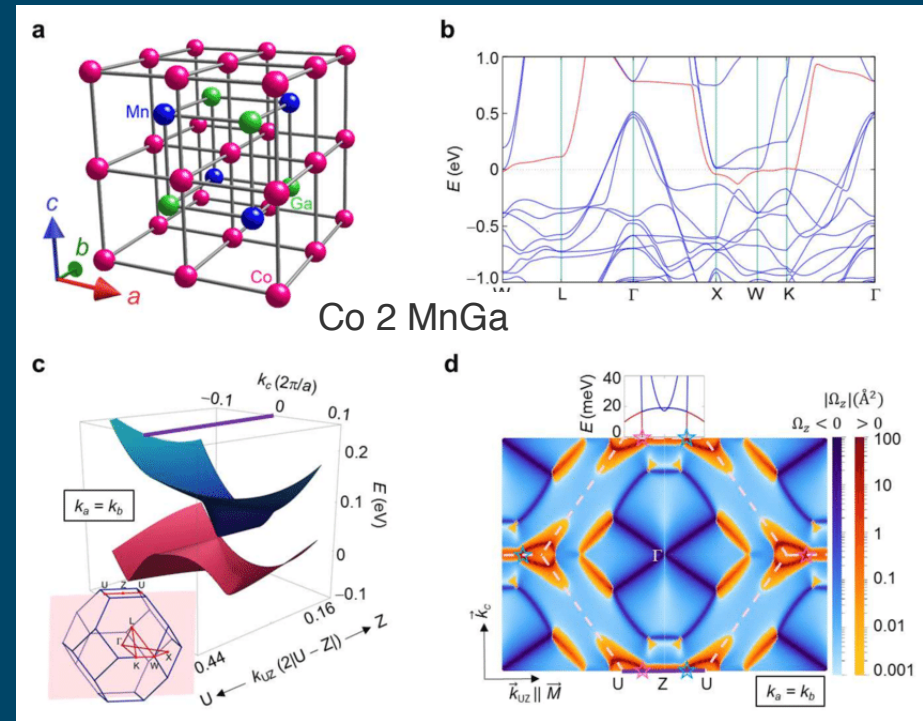 a
Mn
Ga
Co
c
b
a
b
1.0
0.5
0
−0.5
−1.0
E (eV)
W L Γ X W K Γ
Co 2 MnGa
c
k_c (2π/a)
−0.1 0 0.1
0.2
0.1
0
−0.1
E (eV)
k_a = k_b
U Z U
L
Γ
X
K W
0.44
0.16
U ← k_UZ (2|U − Z|) → Z
d
40
20
0
E (meV)
|Ω_z|(Å²)
Ω_z < 0 > 0
100
10
1
0.1
0.01
0.001
Γ
k⃗_c
k⃗_UZ || M⃗
U Z U
k_a = k_b